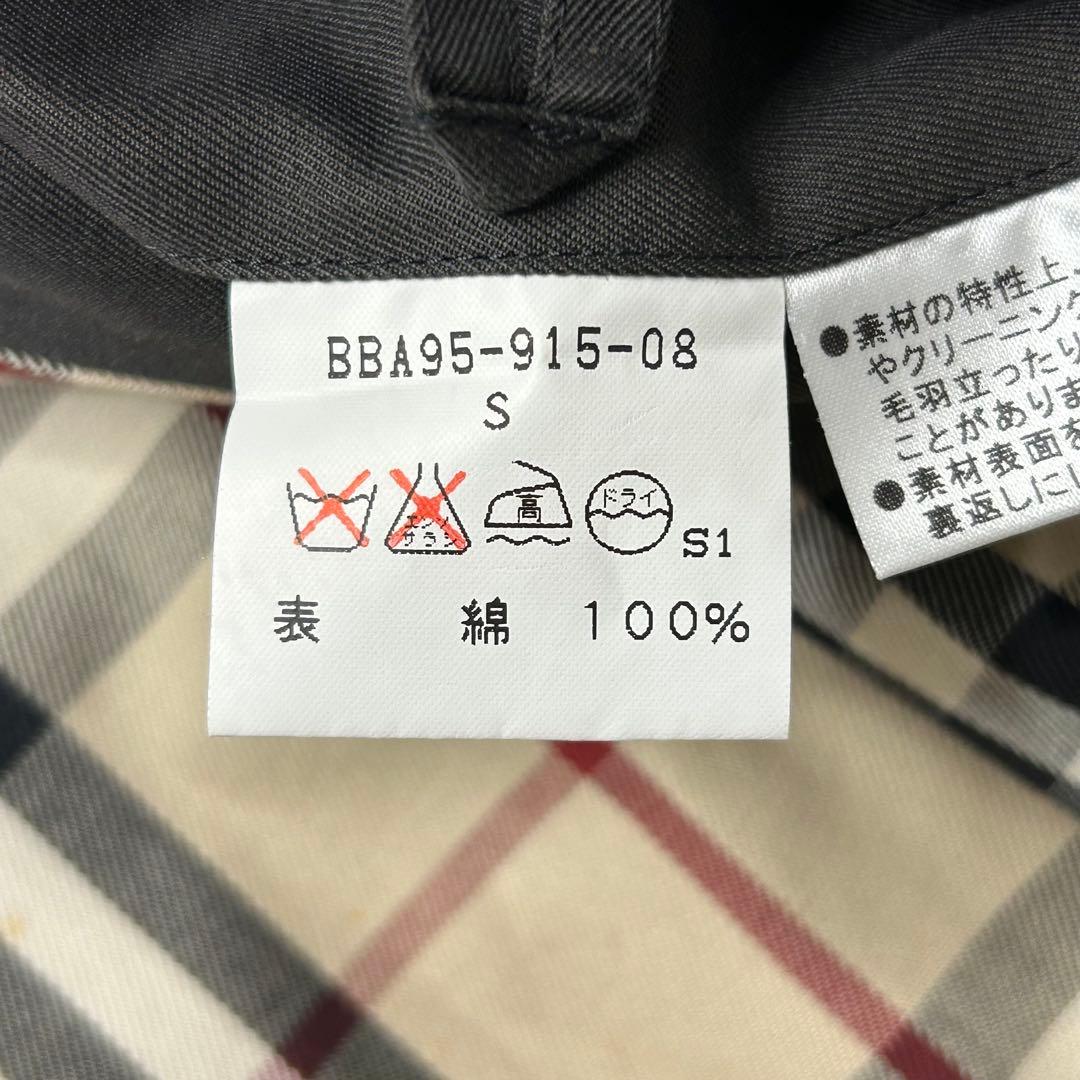 BBA95-915-08
S
エンソ
サラシ
高
ドライ
S1
表 綿 100%
●素材の特性上、
やクリーニング
毛羽立ったり
ことがありま
●素材表面を
裏返しにし